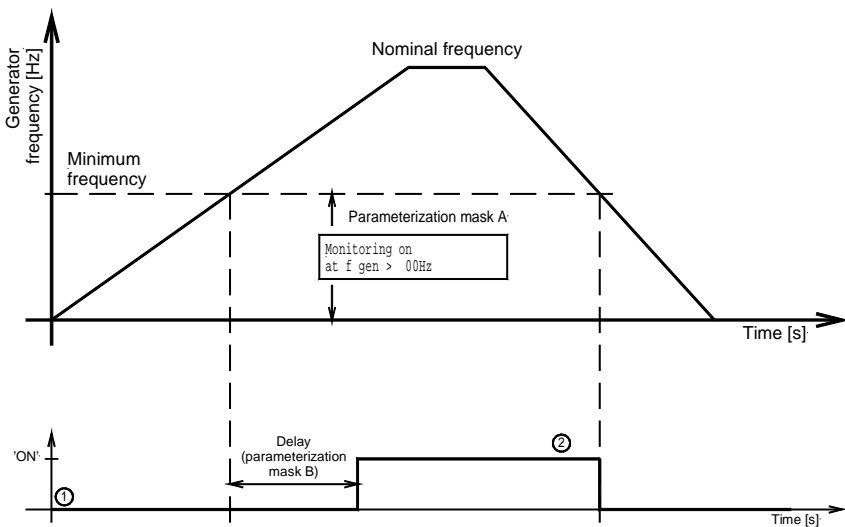 Generator
frequency [Hz]
Nominal frequency
Minimum
frequency
Parameterization mask A
Monitoring on
at f gen >  00Hz
Time [s]
'ON'
1
Delay
(parameterization
mask B)
2
Time [s]